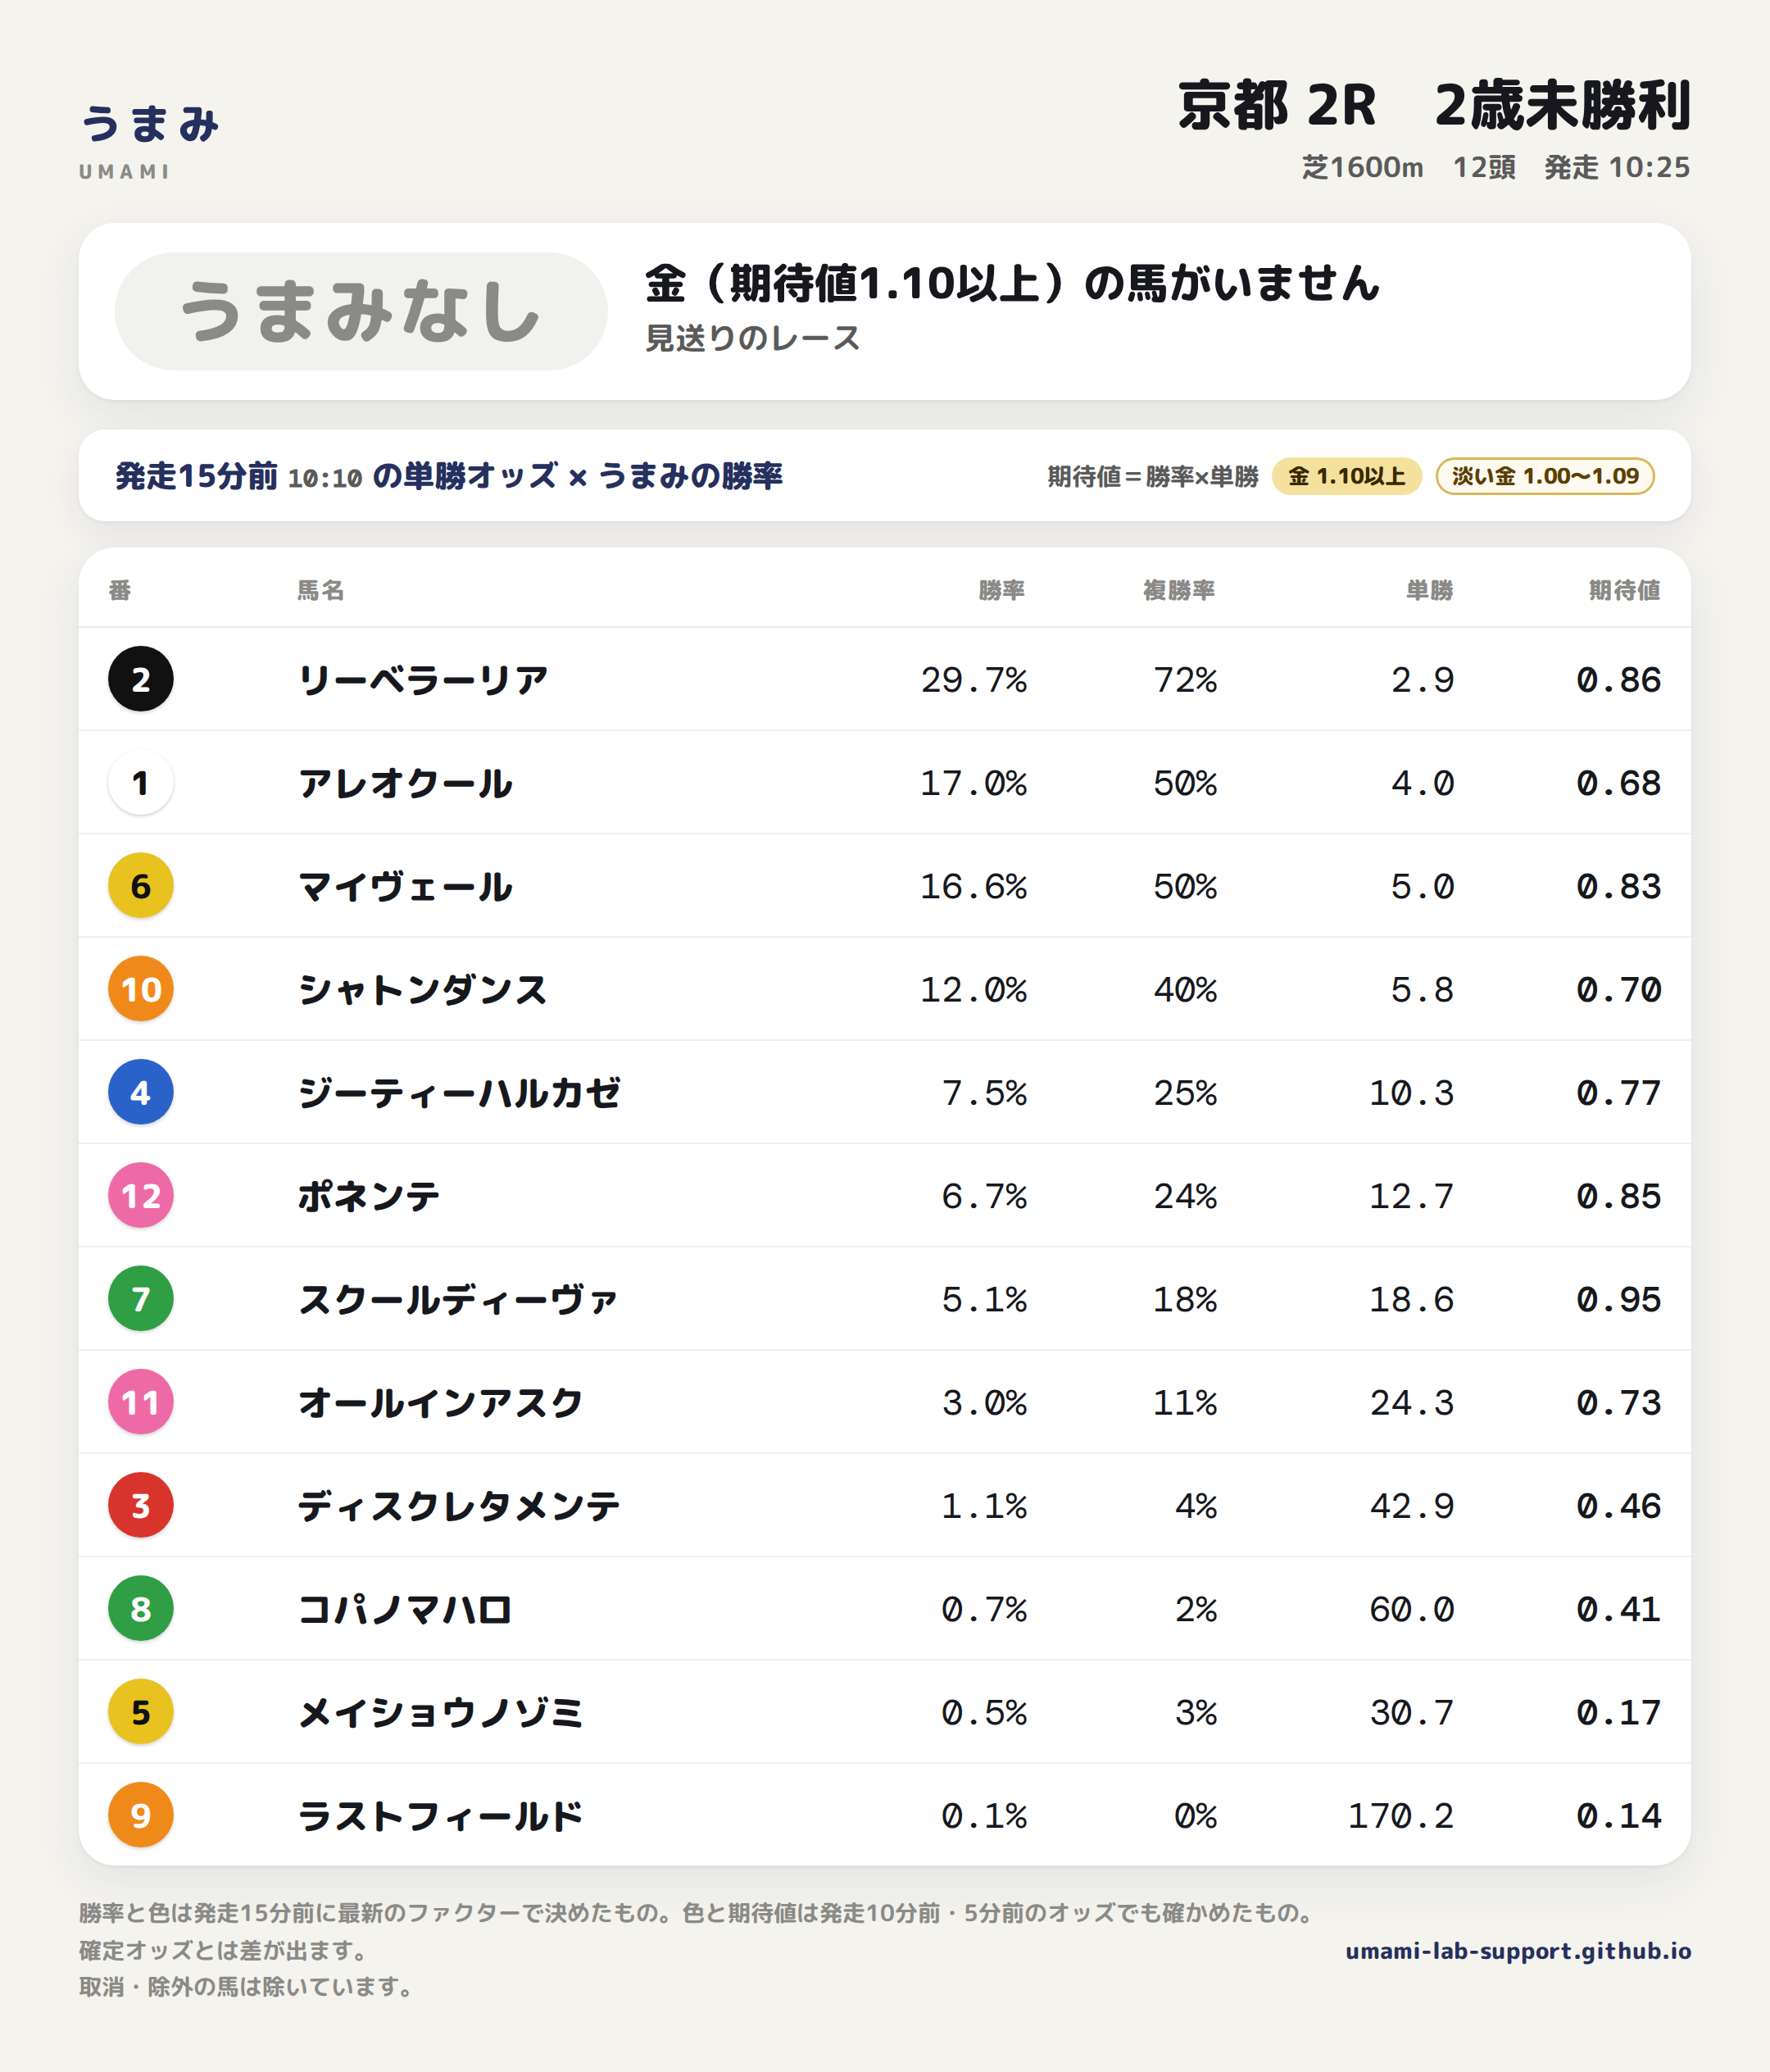 うまみ
UMAMI
京都 2R　2歳未勝利
芝1600m　12頭　発走 10:25
うまみなし
金（期待値1.10以上）の馬がいません
見送りのレース
発走15分前 10:10 の単勝オッズ × うまみの勝率
期待値＝勝率×単勝 金 1.10以上 淡い金 1.00〜1.09
番 馬名 勝率 複勝率 単勝 期待値
2 リーベラーリア 29.7% 72% 2.9 0.86
1 アレオクール 17.0% 50% 4.0 0.68
6 マイヴェール 16.6% 50% 5.0 0.83
10 シャトンダンス 12.0% 40% 5.8 0.70
4 ジーティーハルカゼ 7.5% 25% 10.3 0.77
12 ポネンテ 6.7% 24% 12.7 0.85
7 スクールディーヴァ 5.1% 18% 18.6 0.95
11 オールインアスク 3.0% 11% 24.3 0.73
3 ディスクレタメンテ 1.1% 4% 42.9 0.46
8 コパノマハロ 0.7% 2% 60.0 0.41
5 メイショウノゾミ 0.5% 3% 30.7 0.17
9 ラストフィールド 0.1% 0% 170.2 0.14
勝率と色は発走15分前に最新のファクターで決めたもの。色と期待値は発走10分前・5分前のオッズでも確かめたもの。
確定オッズとは差が出ます。
取消・除外の馬は除いています。
umami-lab-support.github.io